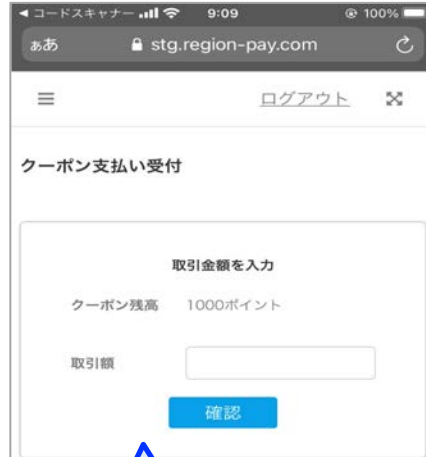 ◀コードスキャナー 9:09 100%
ぁあ stg.region-pay.com
ログアウト
クーポン支払い受付
取引金額を入力
クーポン残高 1000ポイント
取引額
確認